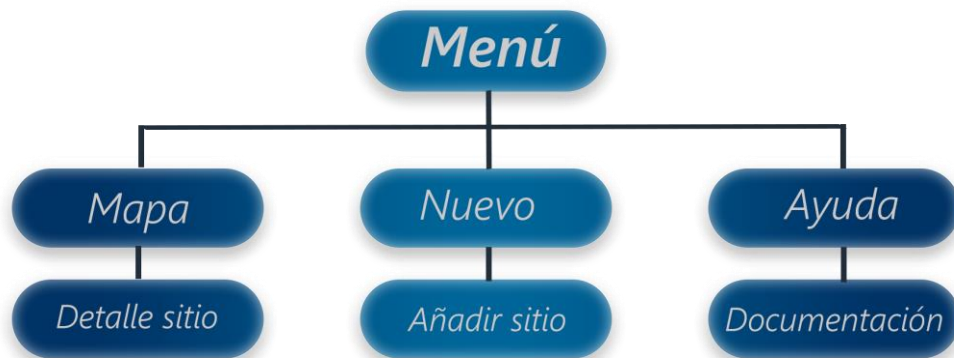 Menú
Mapa
Nuevo
Ayuda
Detalle sitio
Añadir sitio
Documentación